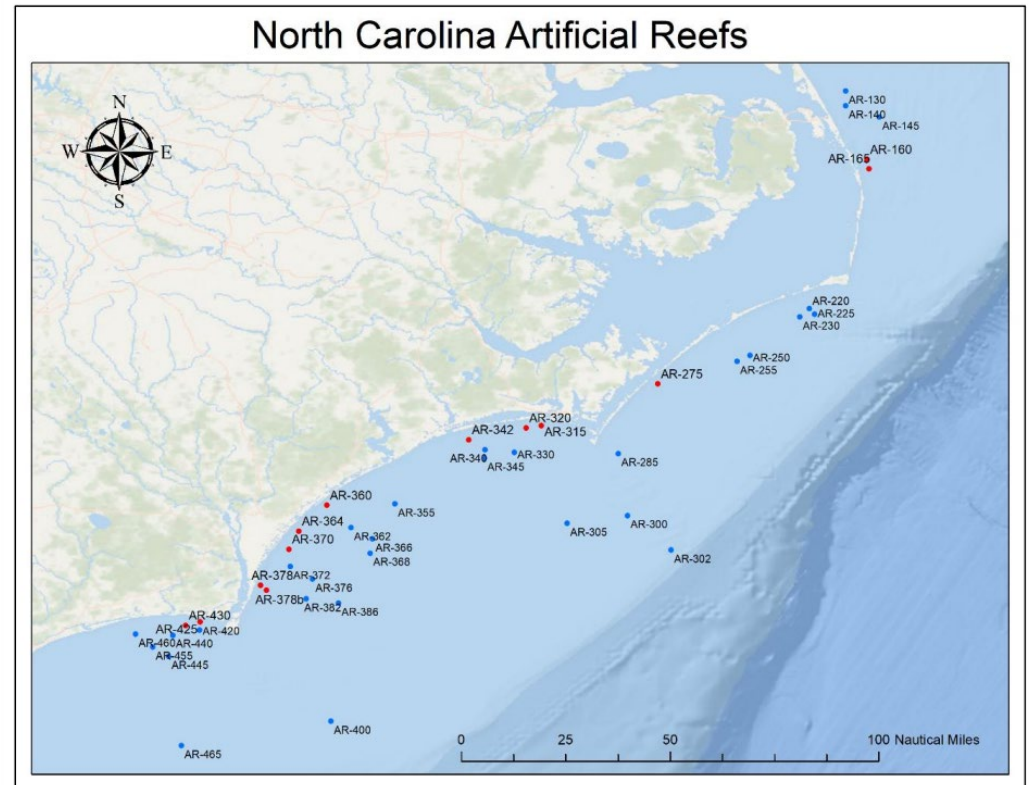 North Carolina Artificial Reefs
N
W E
S
AR-130
AR-140
AR-145
AR-160
AR-165
AR-220
AR-225
AR-230
AR-250
AR-255
AR-275
AR-320
AR-315
AR-342
AR-340
AR-345
AR-330
AR-285
AR-300
AR-305
AR-302
AR-355
AR-360
AR-364
AR-362
AR-366
AR-368
AR-370
AR-372
AR-376
AR-378
AR-378b
AR-382
AR-386
AR-430
AR-425
AR-420
AR-440
AR-460
AR-455
AR-445
AR-400
AR-465
0 25 50 100 Nautical Miles